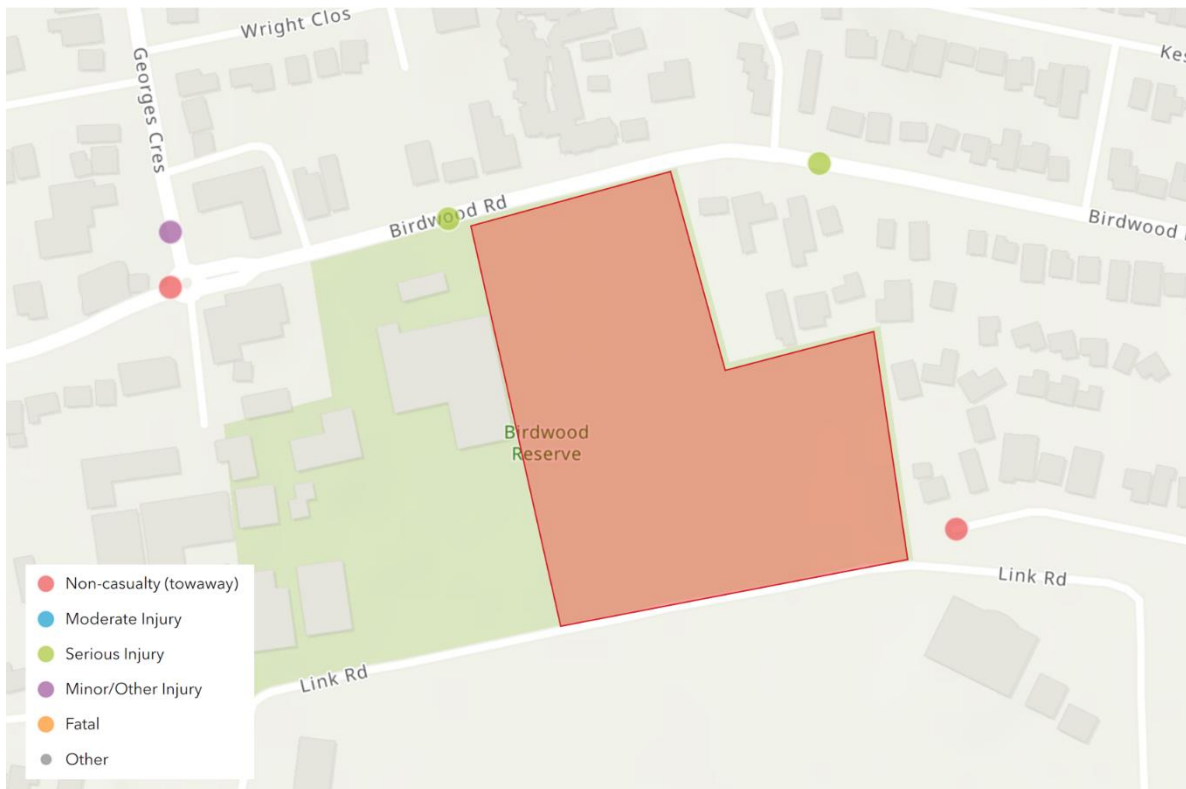 Wright Clos
Kes
Georges Cres
Birdwood Rd
Birdwood R
Birdwood
Reserve
Link Rd
Link Rd
Non-casualty (towaway)
Moderate Injury
Serious Injury
Minor/Other Injury
Fatal
Other